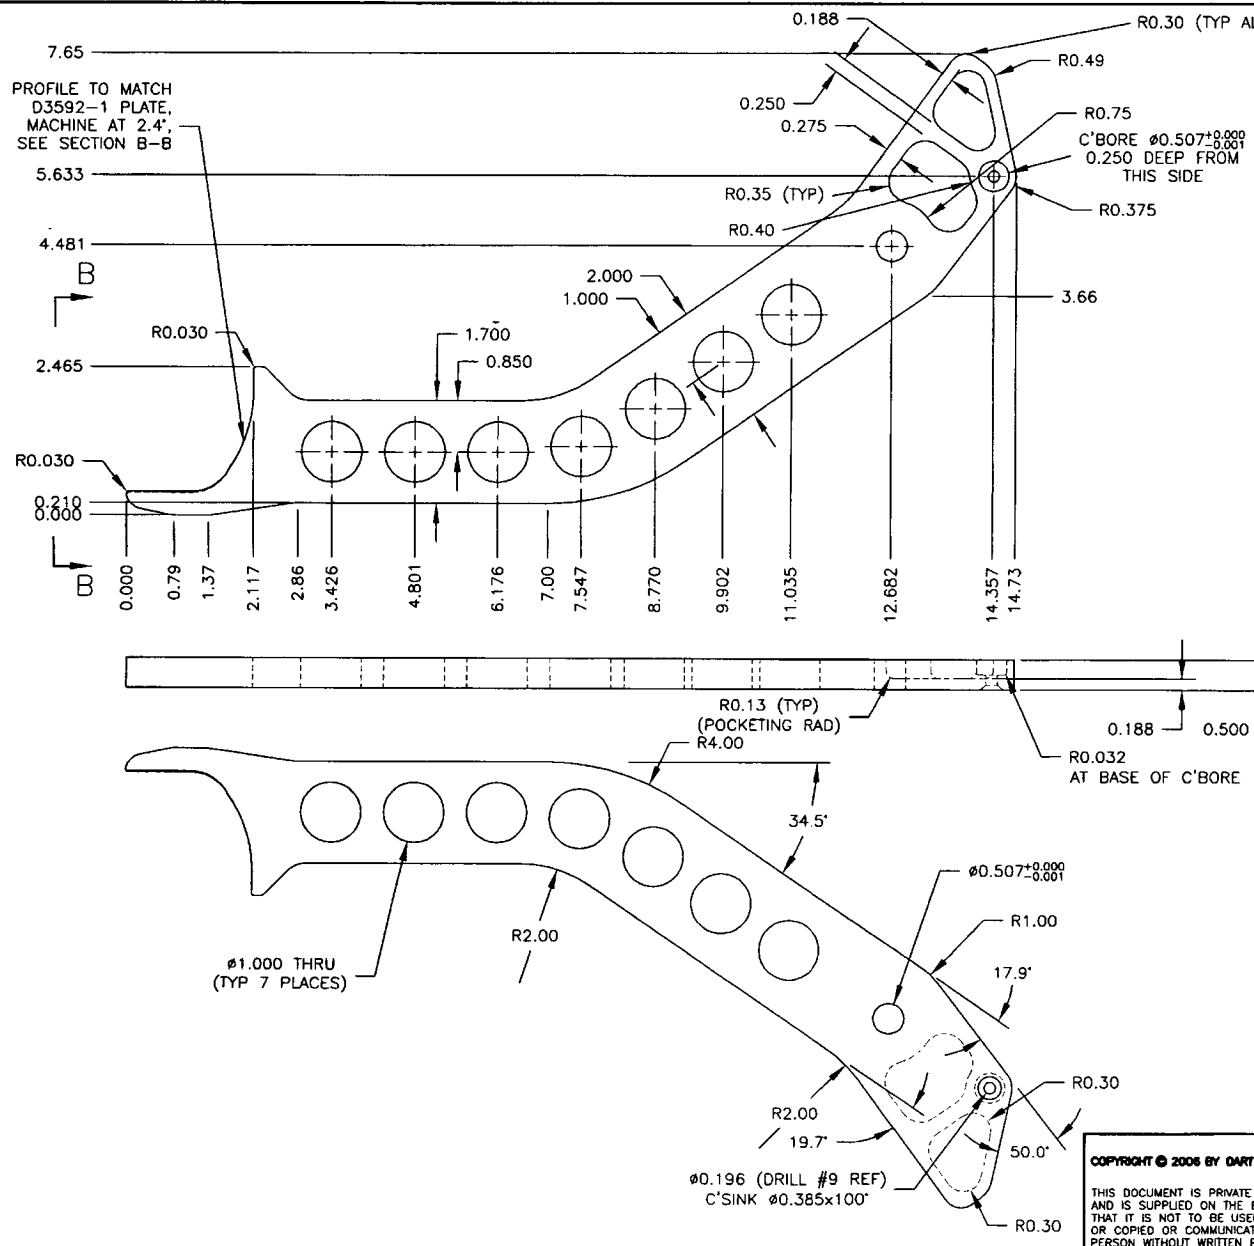 0.188
R0.30 (TYP AL
7.65
R0.49
PROFILE TO MATCH
D3592-1 PLATE,
MACHINE AT 2.4°,
SEE SECTION B-B
0.250
0.275
R0.75
C'BORE ø0.507+0.000
-0.001
0.250 DEEP FROM
THIS SIDE
5.633
R0.35 (TYP)
R0.375
R0.40
4.481
B
2.000
1.000
3.66
R0.030
1.700
0.850
2.465
R0.030
0.210
0.000
B
0.000
0.79
1.37
2.117
2.86
3.426
4.801
6.176
7.00
7.547
8.770
9.902
11.035
12.682
14.357
14.73
R0.13 (TYP)
(POCKETING RAD)
0.188
0.500
R0.032
AT BASE OF C'BORE
R4.00
34.5°
ø0.507+0.000
-0.001
R1.00
R2.00
ø1.000 THRU
(TYP 7 PLACES)
17.9°
R0.30
R2.00
19.7°
50.0°
ø0.196 (DRILL #9 REF)
C'SINK ø0.385x100°
R0.30
COPYRIGHT © 2006 BY DART
THIS DOCUMENT IS PRIVATE
AND IS SUPPLIED ON THE
THAT IT IS NOT TO BE USE
OR COPIED OR COMMUNICAT
PERSON WITHOUT WRITTEN